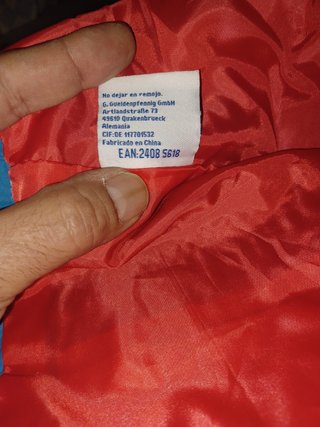 No dejar en remojo.
G. Gueldenpfennig GmbH
Artlandstraße 73
49610 Quakenbrueck
Alemania
CIF:DE 117701532
Fabricado en China
EAN:2408 5618